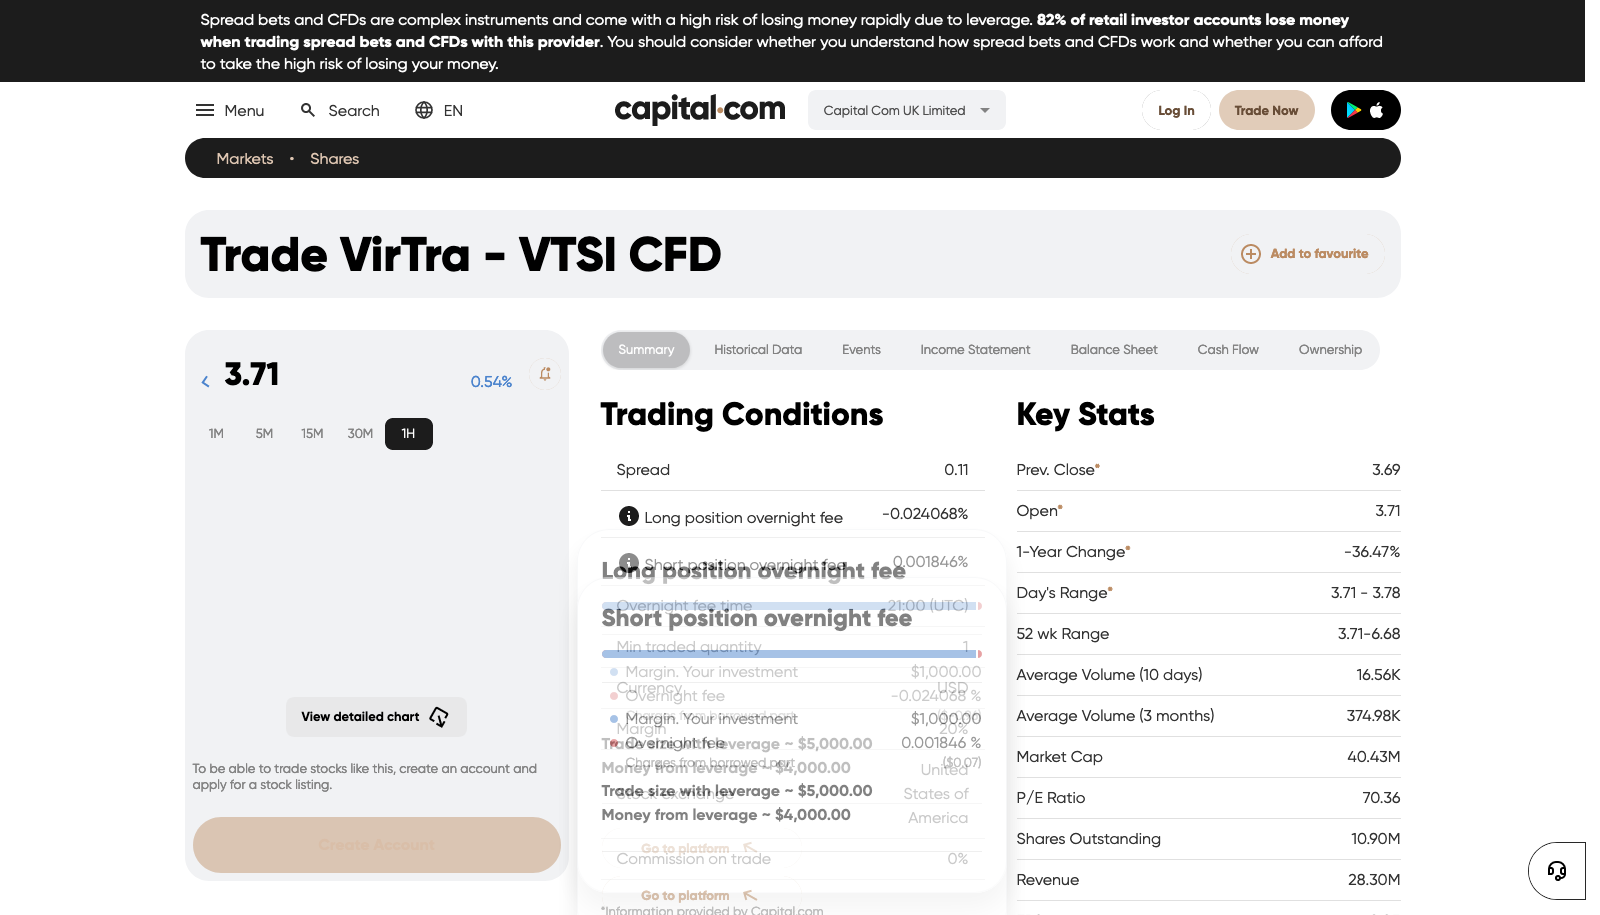 Spread bets and CFDs are complex instruments and come with a high risk of losing money rapidly due to leverage. 82% of retail investor accounts lose money
when trading spread bets and CFDs with this provider. You should consider whether you understand how spread bets and CFDs work and whether you can afford
to take the high risk of losing your money.
Menu Search EN capital.com Capital Com UK Limited Log In Trade Now
Markets • Shares
Trade VirTra - VTSI CFD
Add to favourite
3.71 0.54%
1M 5M 15M 30M 1H
View detailed chart
To be able to trade stocks like this, create an account and
apply for a stock listing.
Create Account
Summary Historical Data Events Income Statement Balance Sheet Cash Flow Ownership
Trading Conditions
Spread 0.11
Long position overnight fee -0.024068%
Short position overnight fee 0.001846%
Long position overnight fee
Overnight fee time 21:00 (UTC)
Short position overnight fee
Min traded quantity 1
Margin. Your investment $1,000.00
Currency USD
Overnight fee -0.024068 %
Charges from borrowed part
Margin. Your investment $1,000.00
Margin 20%
Overnight fee 0.001846 %
Trade size with leverage ~ $5,000.00
Charges from borrowed part ($0.07)
Money from leverage ~ $4,000.00
United
Trade size with leverage ~ $5,000.00
Stock exchange States of
Money from leverage ~ $4,000.00
America
Go to platform
Commission on trade 0%
Go to platform
*Information provided by Capital.com
Key Stats
Prev. Close* 3.69
Open* 3.71
1-Year Change* -36.47%
Day's Range* 3.71 - 3.78
52 wk Range 3.71-6.68
Average Volume (10 days) 16.56K
Average Volume (3 months) 374.98K
Market Cap 40.43M
P/E Ratio 70.36
Shares Outstanding 10.90M
Revenue 28.30M